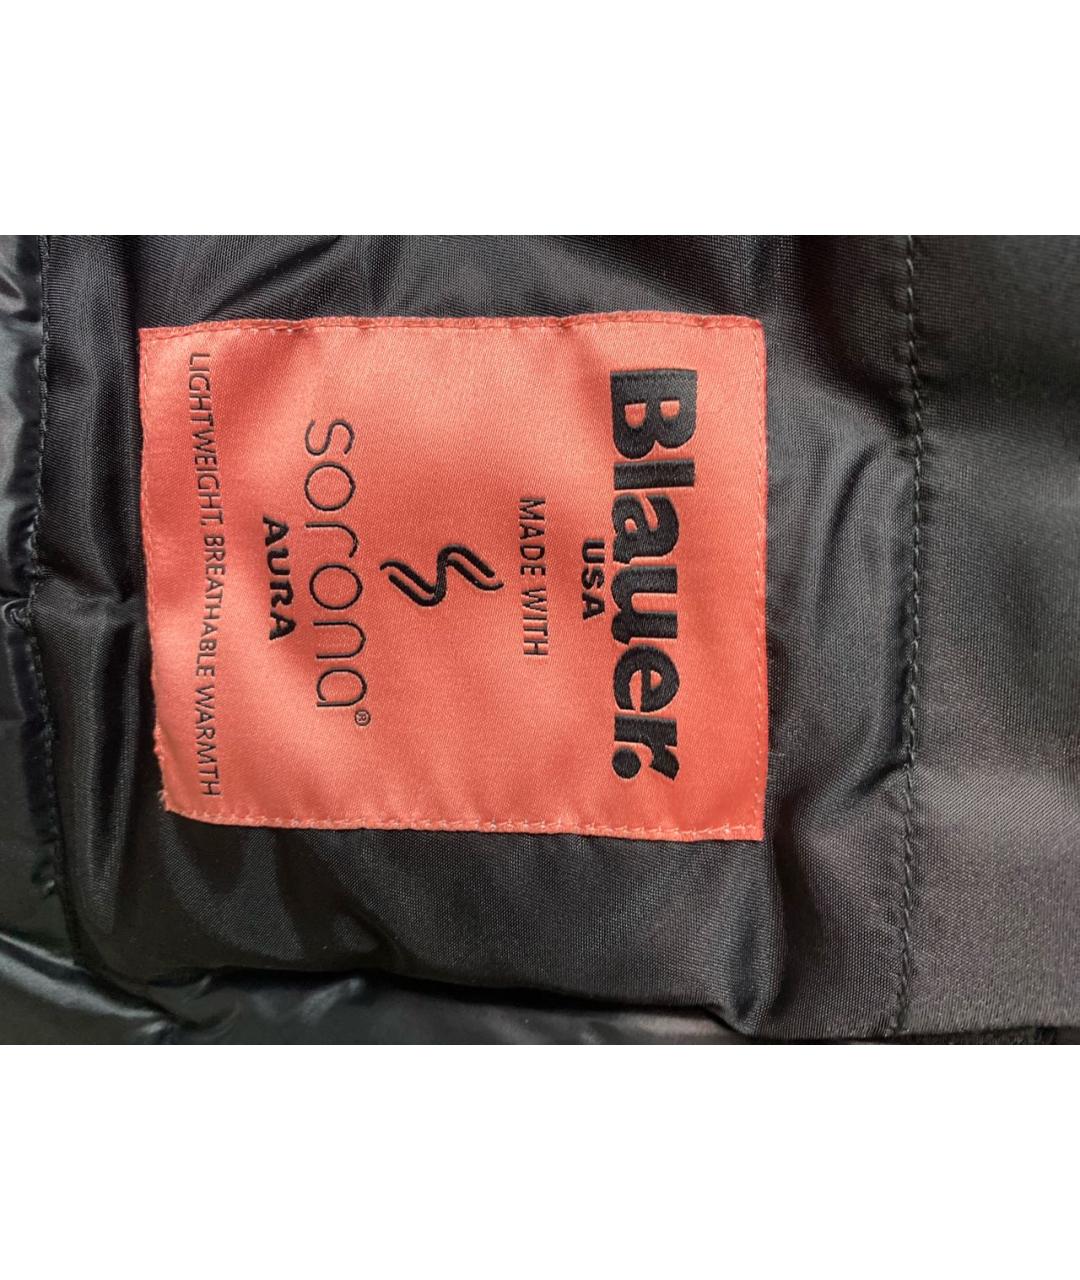 Blauer.
USA
MADE WITH
sorona®
AURA
LIGHTWEIGHT, BREATHABLE WARMTH